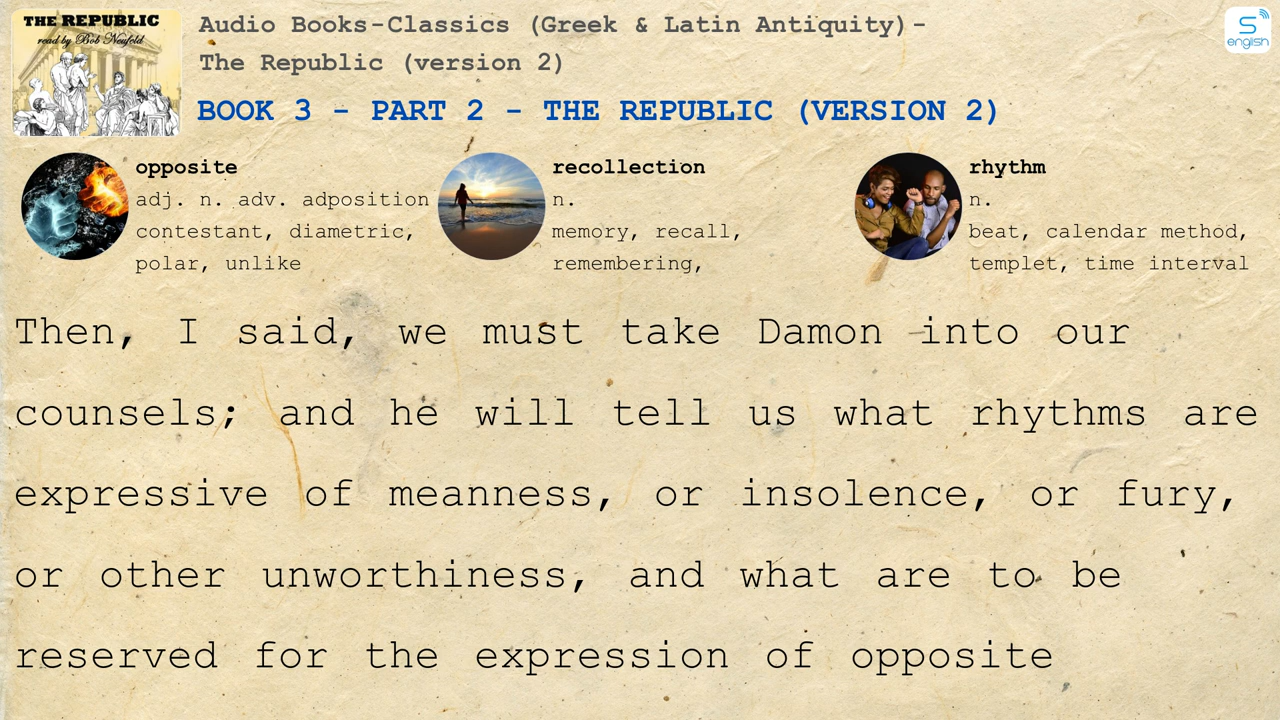 THE REPUBLIC
read by Bob Neufeld
Audio Books-Classics (Greek & Latin Antiquity)-
The Republic (version 2)
BOOK 3 - PART 2 - THE REPUBLIC (VERSION 2)
S
english
opposite
adj. n. adv. adposition
contestant, diametric,
polar, unlike
recollection
n.
memory, recall,
remembering,
rhythm
n.
beat, calendar method,
templet, time interval
Then, I said, we must take Damon into our
counsels; and he will tell us what rhythms are
expressive of meanness, or insolence, or fury,
or other unworthiness, and what are to be
reserved for the expression of opposite